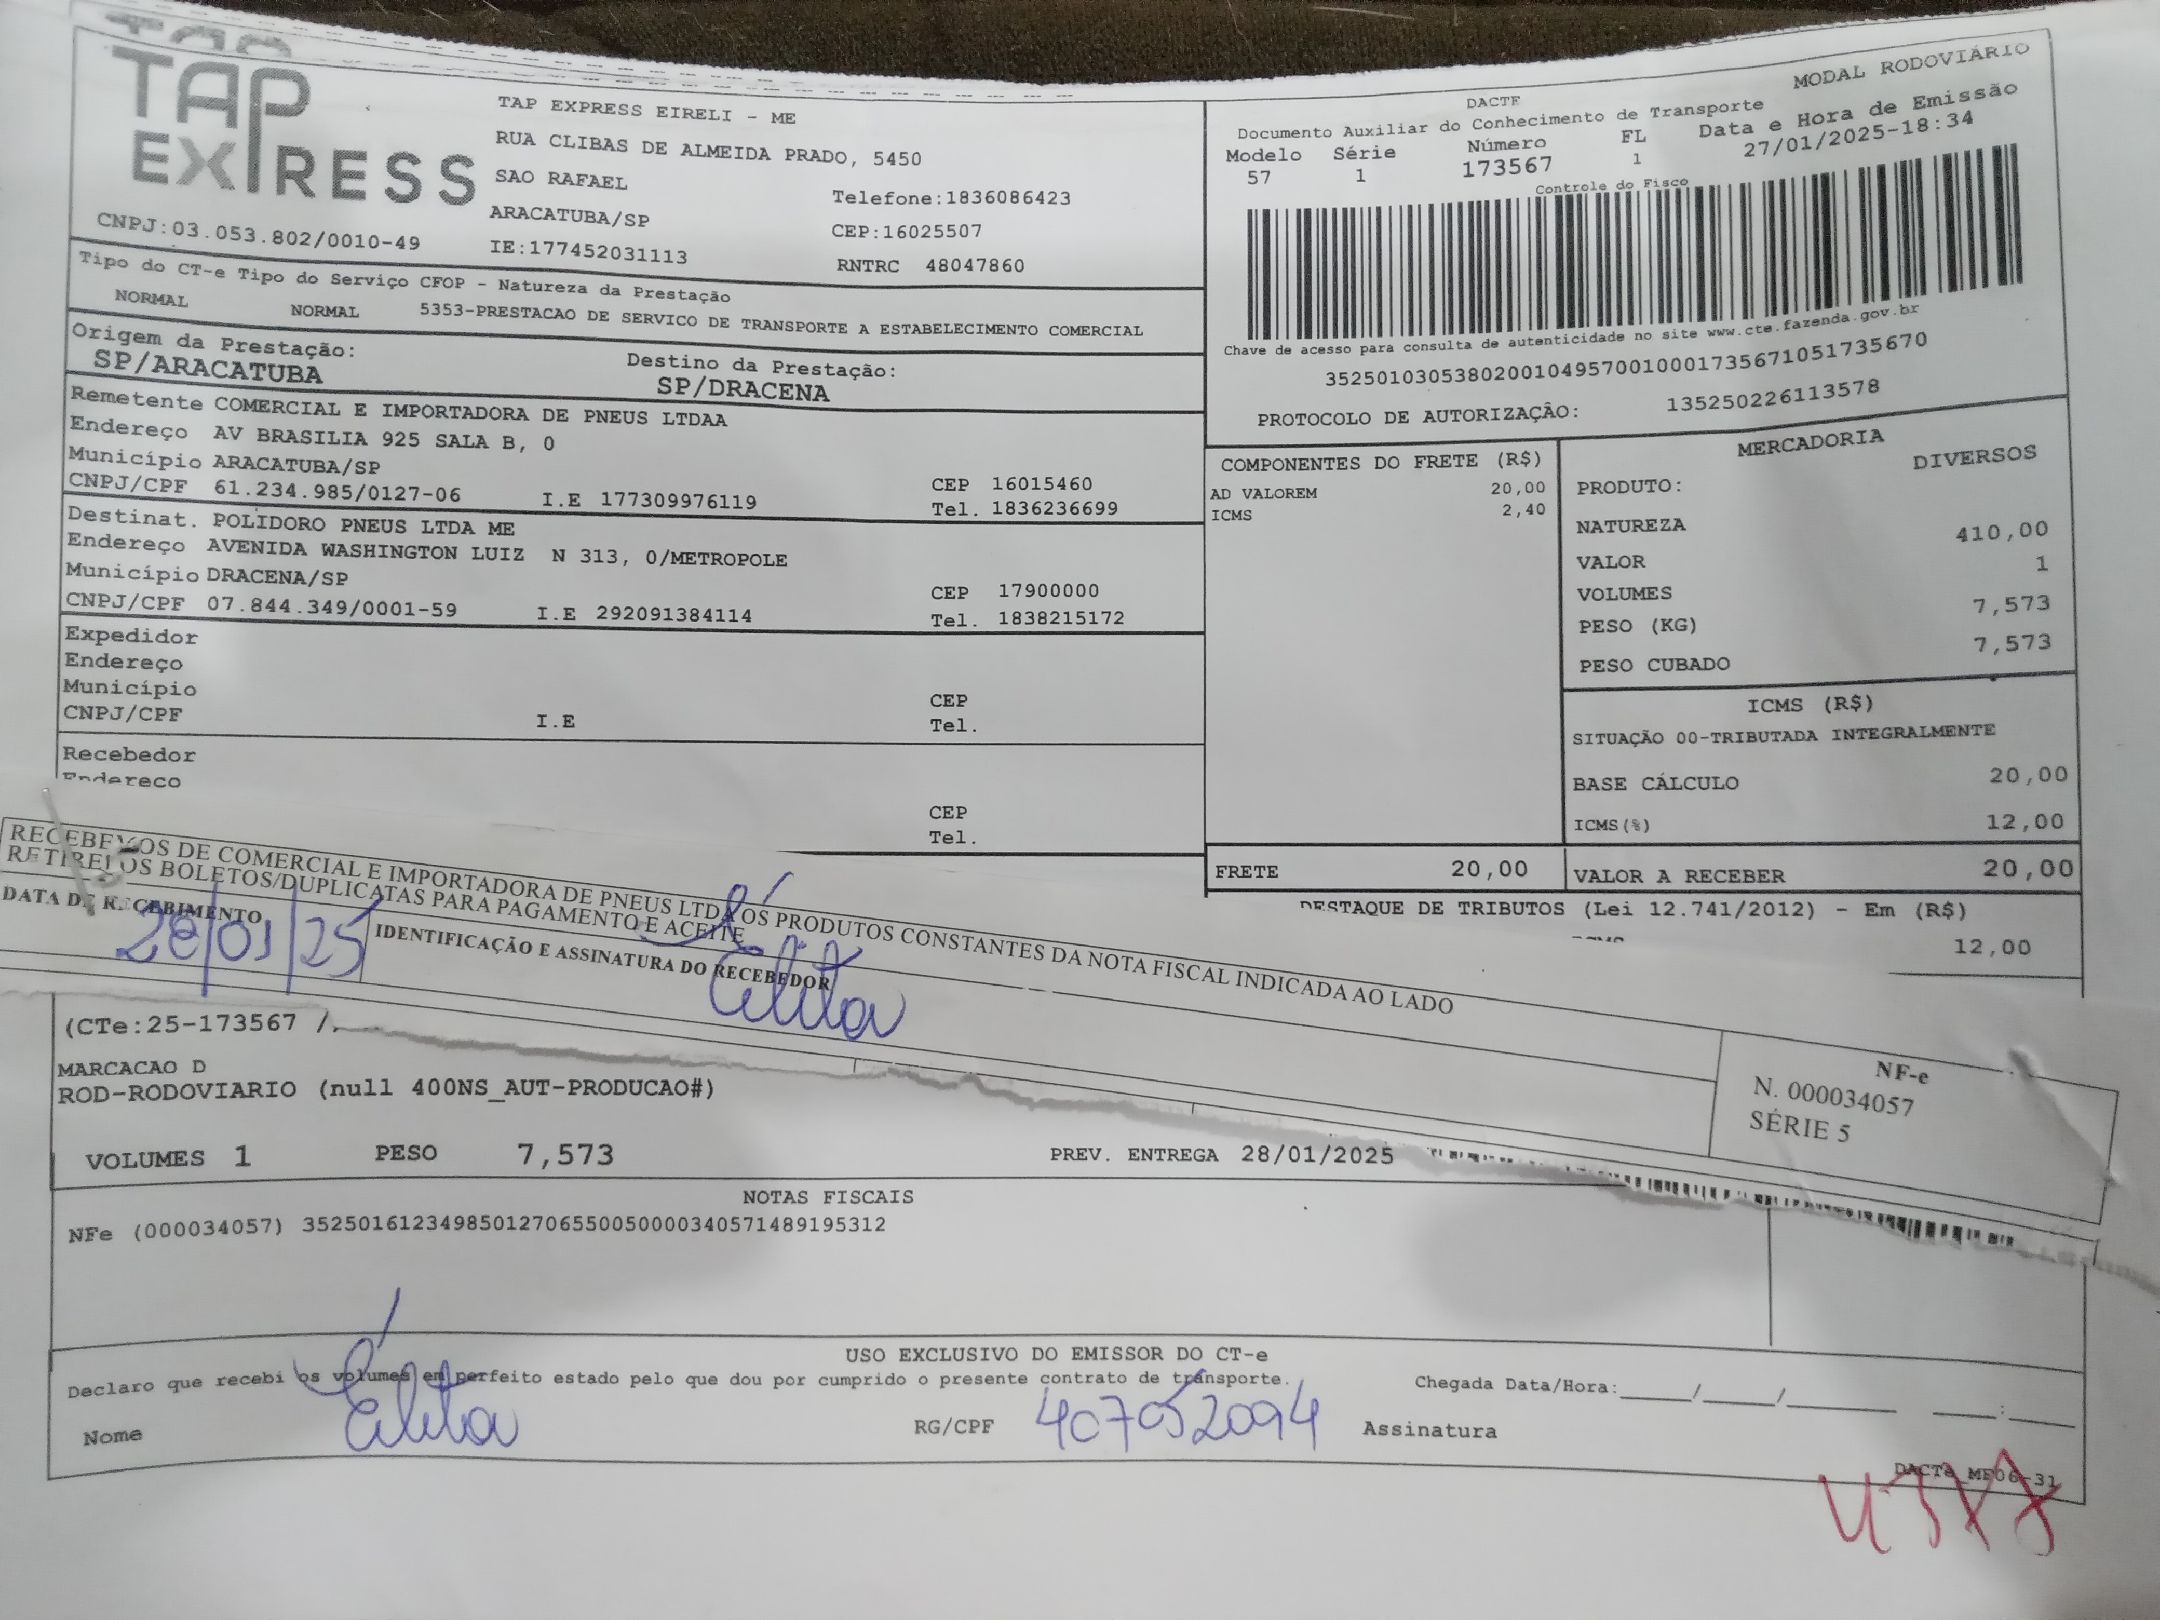 TAP
EXPRESS
CNPJ:03.053.802/0010-49
TAP EXPRESS EIRELI - ME
RUA CLIBAS DE ALMEIDA PRADO, 5450
SAO RAFAEL
Telefone:1836086423
ARACATUBA/SP
CEP:16025507
IE:177452031113
RNTRC 48047860
Tipo do CT-e Tipo do Serviço CFOP - Natureza da Prestação
NORMAL NORMAL 5353-PRESTACAO DE SERVICO DE TRANSPORTE A ESTABELECIMENTO COMERCIAL
Origem da Prestação:
SP/ARACATUBA
Destino da Prestação:
SP/DRACENA
MODAL RODOVIÁRIO
DACTE
Documento Auxiliar do Conhecimento de Transporte
Modelo Série Número FL Data e Hora de Emissão
57 1 173567 1 27/01/2025-18:34
Controle do Fisco
Chave de acesso para consulta de autenticidade no site www.cte.fazenda.gov.br
35250103053802001049570010001735671051735670
PROTOCOLO DE AUTORIZAÇÃO: 135250226113578
Remetente COMERCIAL E IMPORTADORA DE PNEUS LTDAA
Endereço AV BRASILIA 925 SALA B, 0
Município ARACATUBA/SP CEP 16015460
CNPJ/CPF 61.234.985/0127-06 I.E 177309976119 Tel. 1836236699
Destinat. POLIDORO PNEUS LTDA ME
Endereço AVENIDA WASHINGTON LUIZ N 313, 0/METROPOLE
Município DRACENA/SP CEP 17900000
CNPJ/CPF 07.844.349/0001-59 I.E 292091384114 Tel. 1838215172
Expedidor
Endereço
Município CEP
CNPJ/CPF I.E Tel.
Recebedor
Endereco
CEP
Tel.
COMPONENTES DO FRETE (R$)
AD VALOREM 20,00
ICMS 2,40
MERCADORIA
PRODUTO: DIVERSOS
NATUREZA
VALOR 410,00
VOLUMES 1
PESO (KG) 7,573
PESO CUBADO 7,573
ICMS (R$)
SITUAÇÃO 00-TRIBUTADA INTEGRALMENTE
BASE CÁLCULO 20,00
ICMS(%) 12,00
FRETE 20,00
VALOR A RECEBER 20,00
DESTAQUE DE TRIBUTOS (Lei 12.741/2012) - Em (R$)
12,00
RECEBEMOS DE COMERCIAL E IMPORTADORA DE PNEUS LTDA OS PRODUTOS CONSTANTES DA NOTA FISCAL INDICADA AO LADO
RETIREI OS BOLETOS/DUPLICATAS PARA PAGAMENTO E ACEITE
DATA DE RECEBIMENTO
28/01/25
IDENTIFICAÇÃO E ASSINATURA DO RECEBEDOR
Élita
NF-e
N. 000034057
SÉRIE 5
(CTe:25-173567 /
MARCACAO D
ROD-RODOVIARIO (null 400NS_AUT-PRODUCAO#)
VOLUMES 1 PESO 7,573 PREV. ENTREGA 28/01/2025
NOTAS FISCAIS
NFe (000034057) 35250161234985012706550050000340571489195312
USO EXCLUSIVO DO EMISSOR DO CT-e
Declaro que recebi os volumes em perfeito estado pelo que dou por cumprido o presente contrato de transporte.
Chegada Data/Hora:____/____/______ ____:____
Nome Élita RG/CPF 407052094 Assinatura